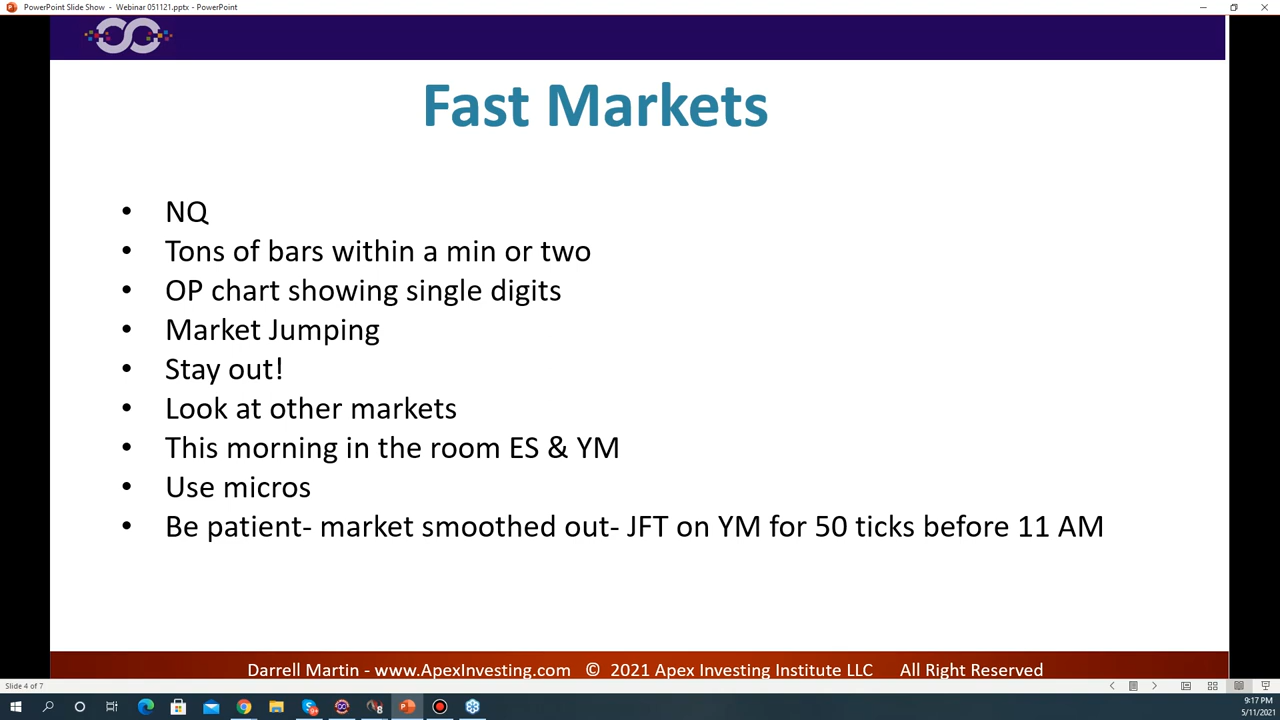 PowerPoint Slide Show - Webinar 051121.pptx - PowerPoint
Fast Markets
• NQ
• Tons of bars within a min or two
• OP chart showing single digits
• Market Jumping
• Stay out!
• Look at other markets
• This morning in the room ES & YM
• Use micros
• Be patient- market smoothed out- JFT on YM for 50 ticks before 11 AM
Darrell Martin - www.ApexInvesting.com © 2021 Apex Investing Institute LLC All Right Reserved
Slide 4 of 7
9:17 PM
5/11/2021